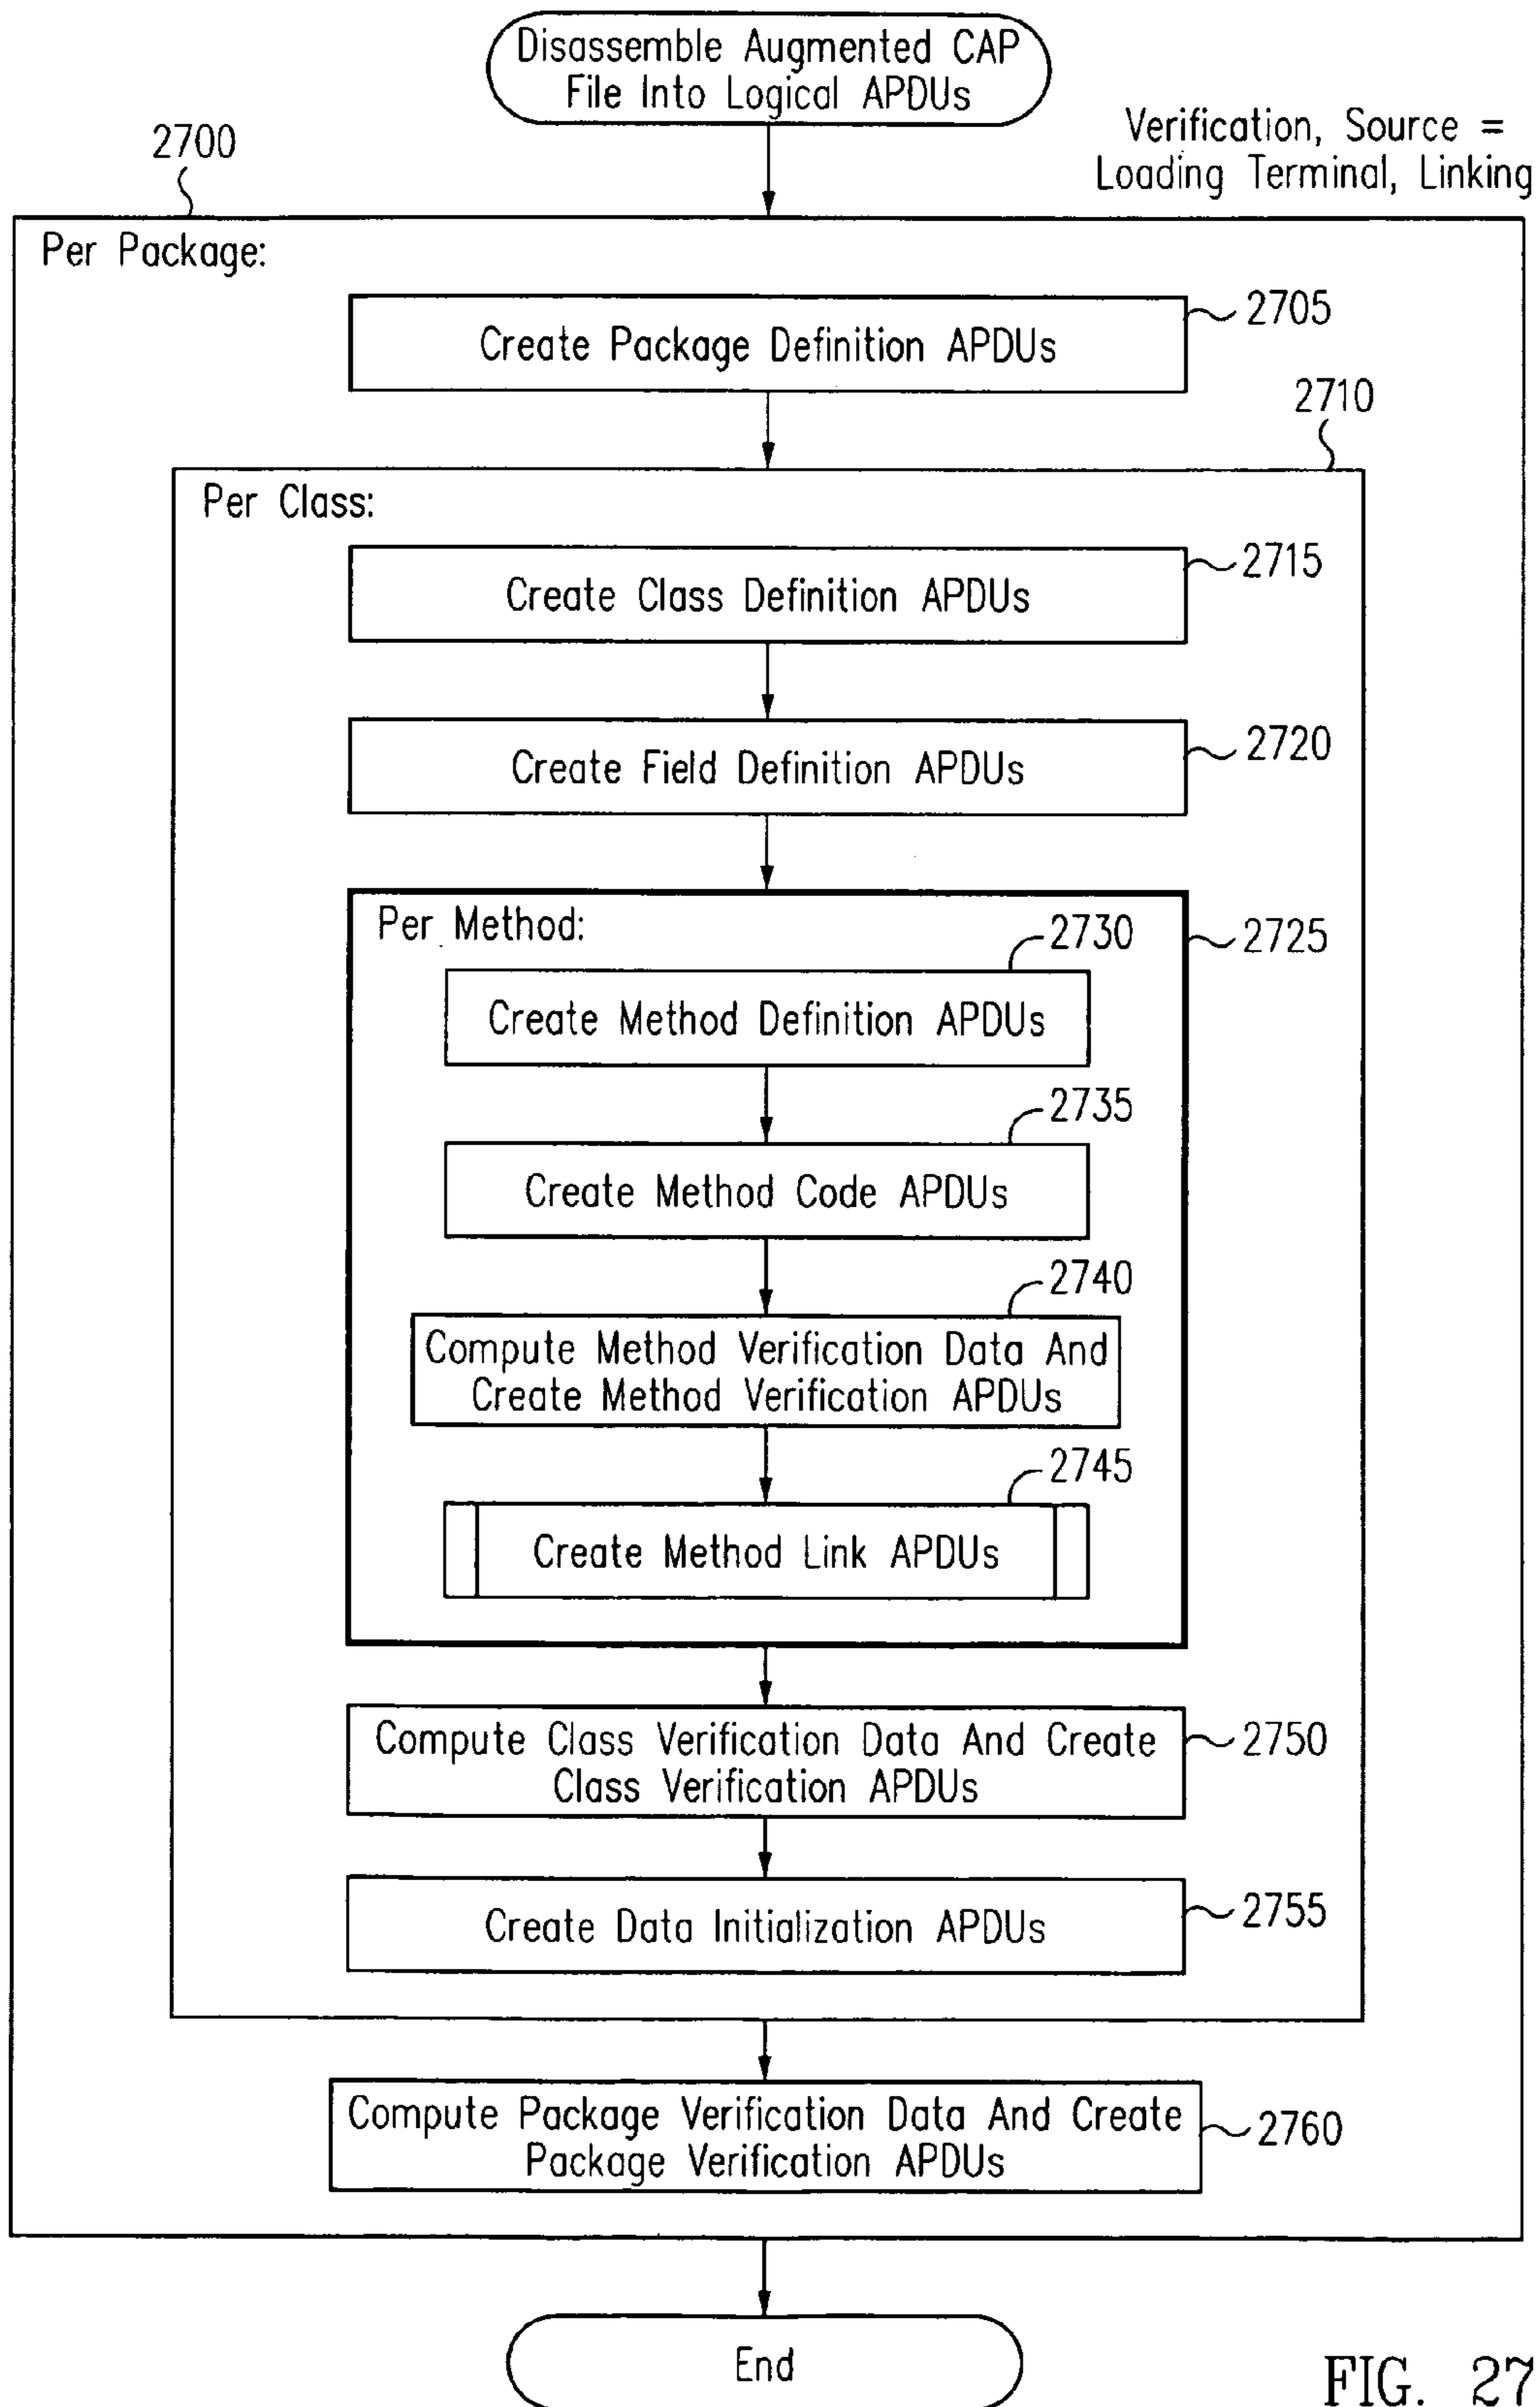 Disassemble Augmented CAP
File Into Logical APDUs
Verification, Source =
Loading Terminal, Linking
2700
Per Package:
2705
Create Package Definition APDUs
2710
Per Class:
2715
Create Class Definition APDUs
2720
Create Field Definition APDUs
2725
Per Method:
2730
Create Method Definition APDUs
2735
Create Method Code APDUs
2740
Compute Method Verification Data And
Create Method Verification APDUs
2745
Create Method Link APDUs
Compute Class Verification Data And Create
Class Verification APDUs
2750
Create Data Initialization APDUs
2755
Compute Package Verification Data And Create
Package Verification APDUs
2760
End
FIG. 27